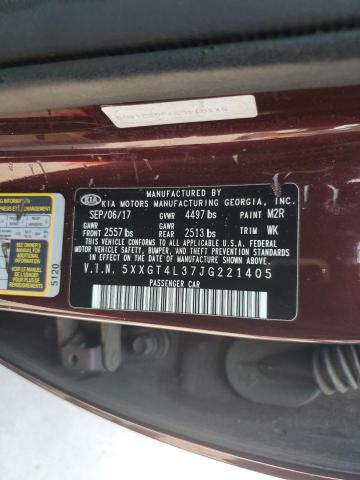 MANUFACTURED BY
KIA KIA MOTORS MANUFACTURING GEORGIA, INC.
SEP/06/17 GVWR 4497 lbs PAINT M2R
GAWR FRONT 2557 lbs GAWR REAR 2513 lbs TRIM WK
THIS VEHICLE CONFORMS TO ALL APPLICABLE U.S. FEDERAL
MOTOR VEHICLE SAFETY, BUMPER, AND THEFT PREVENTION
STANDARDS IN EFFECT ON THE DATE OF MANUFACTURE SHOWN ABOVE.
V.I.N. 5XXGT4L37JG221405
PASSENGER CAR
CHANGEMENT
5120